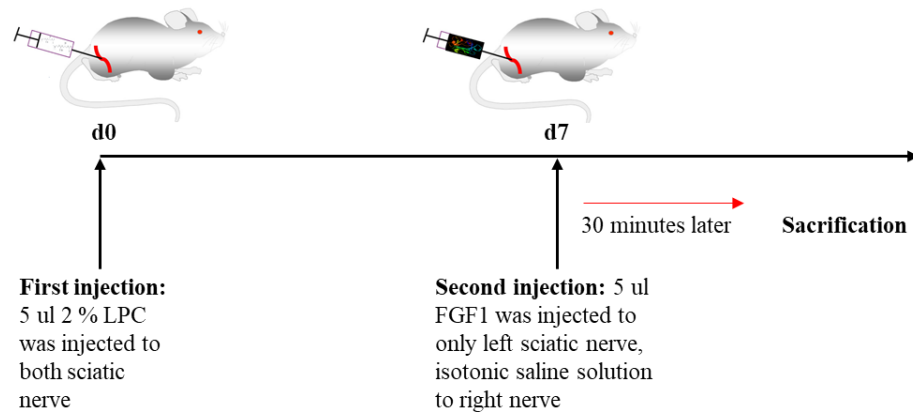 d0
d7
30 minutes later
Sacrification
First injection:
5 ul 2 % LPC
was injected to
both sciatic
nerve
Second injection: 5 ul
FGF1 was injected to
only left sciatic nerve,
isotonic saline solution
to right nerve